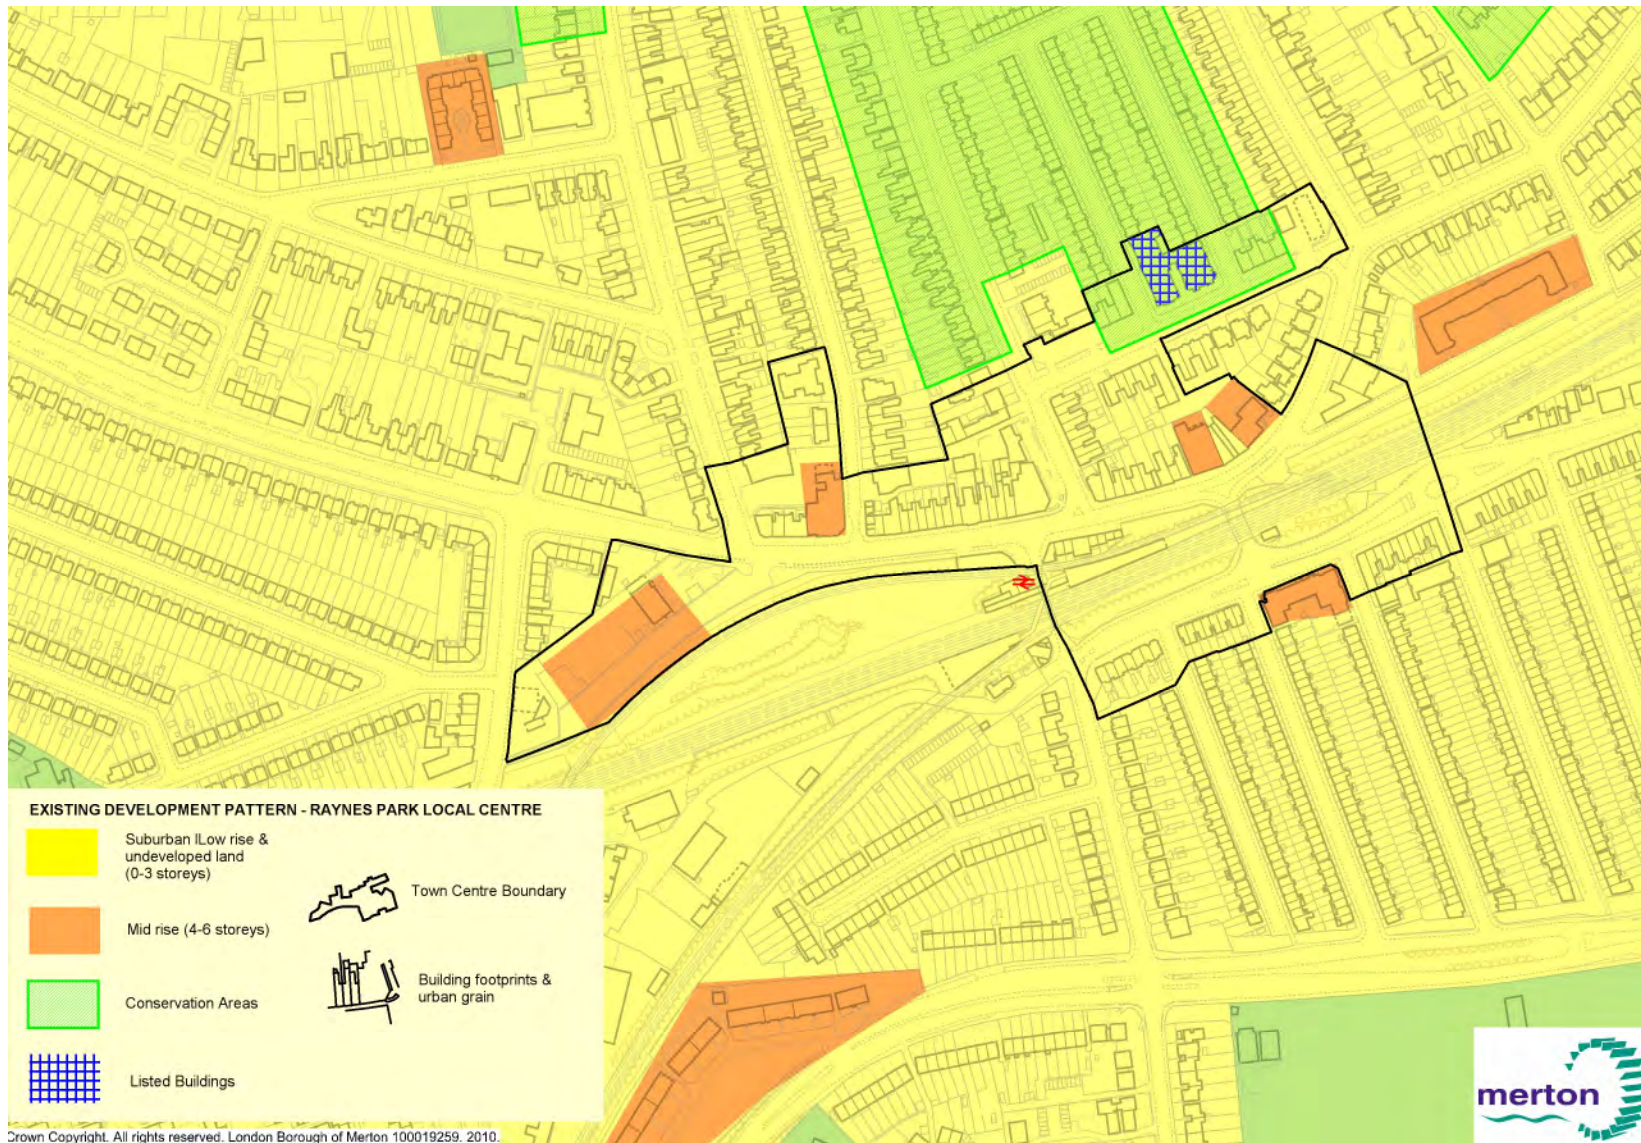 EXISTING DEVELOPMENT PATTERN - RAYNES PARK LOCAL CENTRE
Suburban lLow rise &
undeveloped land
(0-3 storeys)
Mid rise (4-6 storeys)
Conservation Areas
Listed Buildings
Town Centre Boundary
Building footprints &
urban grain
merton
Crown Copyright. All rights reserved. London Borough of Merton 100019259. 2010.